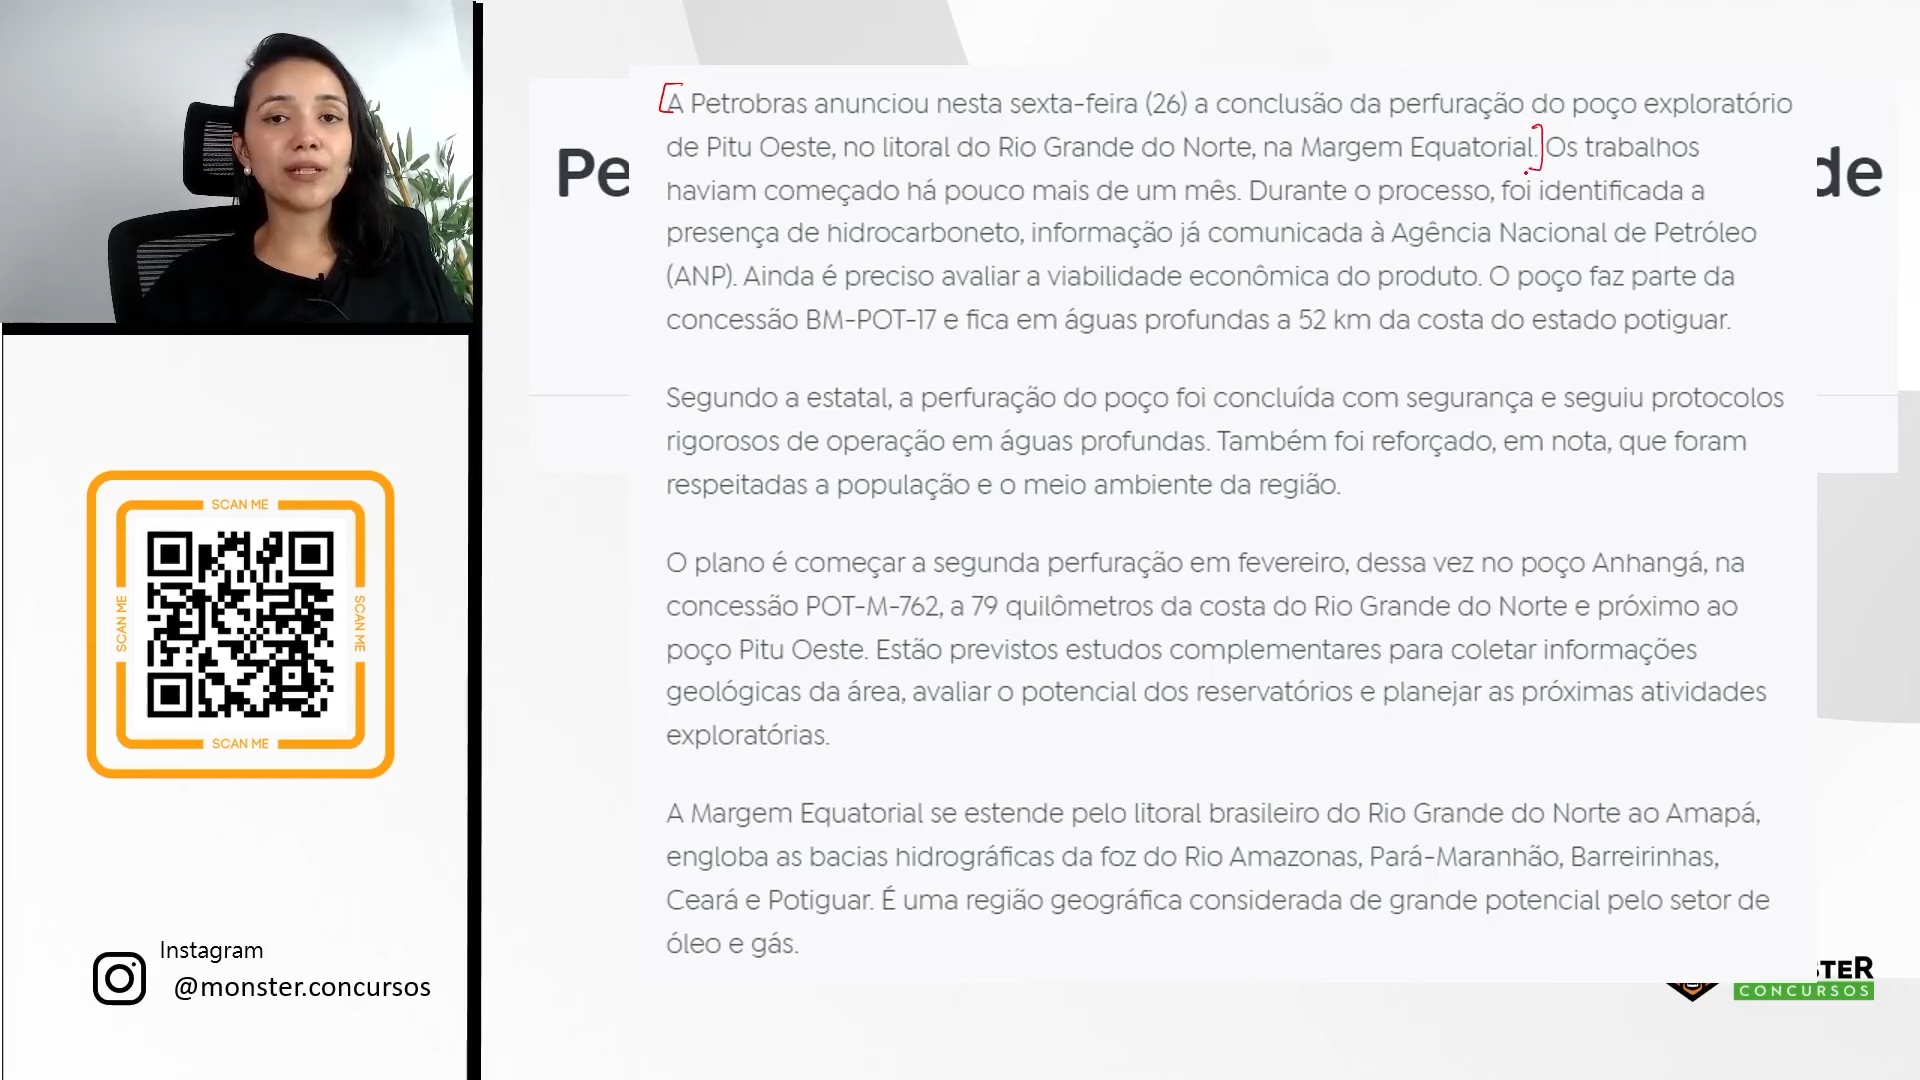 Pe
de
A Petrobras anunciou nesta sexta-feira (26) a conclusão da perfuração do poço exploratório
de Pitu Oeste, no litoral do Rio Grande do Norte, na Margem Equatorial. Os trabalhos
haviam começado há pouco mais de um mês. Durante o processo, foi identificada a
presença de hidrocarboneto, informação já comunicada à Agência Nacional de Petróleo
(ANP). Ainda é preciso avaliar a viabilidade econômica do produto. O poço faz parte da
concessão BM-POT-17 e fica em águas profundas a 52 km da costa do estado potiguar.
Segundo a estatal, a perfuração do poço foi concluída com segurança e seguiu protocolos
rigorosos de operação em águas profundas. Também foi reforçado, em nota, que foram
respeitadas a população e o meio ambiente da região.
O plano é começar a segunda perfuração em fevereiro, dessa vez no poço Anhangá, na
concessão POT-M-762, a 79 quilômetros da costa do Rio Grande do Norte e próximo ao
poço Pitu Oeste. Estão previstos estudos complementares para coletar informações
geológicas da área, avaliar o potencial dos reservatórios e planejar as próximas atividades
exploratórias.
A Margem Equatorial se estende pelo litoral brasileiro do Rio Grande do Norte ao Amapá,
engloba as bacias hidrográficas da foz do Rio Amazonas, Pará-Maranhão, Barreirinhas,
Ceará e Potiguar. É uma região geográfica considerada de grande potencial pelo setor de
óleo e gás.
SCAN ME
SCAN ME
SCAN ME
SCAN ME
Instagram
@monster.concursos
STER
CONCURSOS